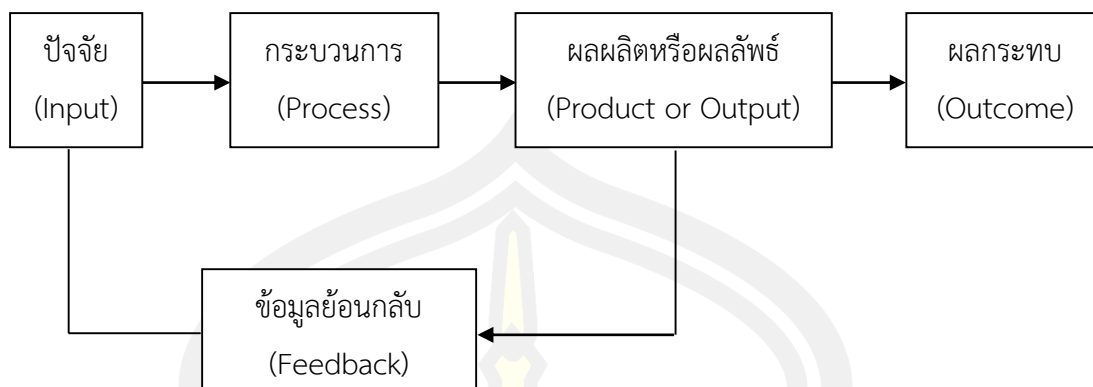 ปัจจัย
(Input)
กระบวนการ
(Process)
ผลผลิตหรือผลลัพธ์
(Product or Output)
ผลกระทบ
(Outcome)
ข้อมูลย้อนกลับ
(Feedback)